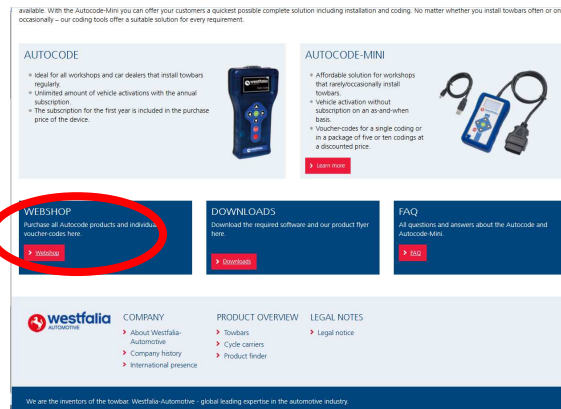 available. With the Autocode-Mini you can offer your customers a quickest possible complete solution including installation and coding. No matter whether you install towbars often or on
occasionally – our coding tools offer a suitable solution for every requirement.
AUTOCODE
Ideal for all workshops and car dealers that install towbars
regularly.
Unlimited amount of vehicle activations with the annual
subscription.
The subscription for the first year is included in the purchase
price of the device.
westfalia
AUTOCODE-MINI
Affordable solution for workshops
that rarely/occasionally install
towbars.
Vehicle activation without
subscription on an as-and-when
basis.
Voucher-codes for a single coding or
in a package of five or ten codings at
a discounted price.
Learn more
WEBSHOP
Purchase all Autocode products and individual
voucher-codes here.
Webshop
DOWNLOADS
Download the required software and our product flyer
here.
Downloads
FAQ
All questions and answers about the Autocode and
Autocode-Mini.
FAQ
westfalia
AUTOMOTIVE
COMPANY
About Westfalia-
Automotive
Company history
International presence
PRODUCT OVERVIEW
Towbars
Cycle carriers
Product finder
LEGAL NOTES
Legal notice
We are the inventors of the towbar. Westfalia-Automotive - global leading expertise in the automotive industry.